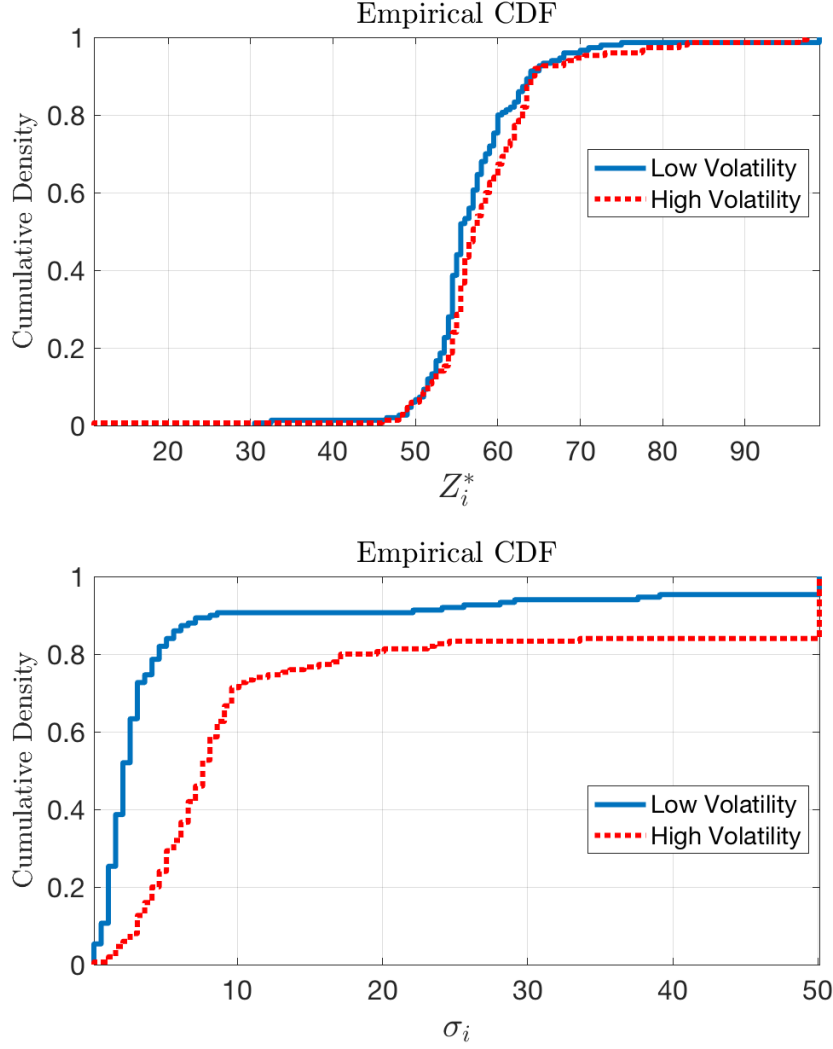 Empirical CDF
Cumulative Density
1
0.8
0.6
0.4
0.2
0
Low Volatility
High Volatility
20 30 40 50 60 70 80 90
Z_i^*
Empirical CDF
Cumulative Density
1
0.8
0.6
0.4
0.2
0
Low Volatility
High Volatility
10 20 30 40 50
σ_i